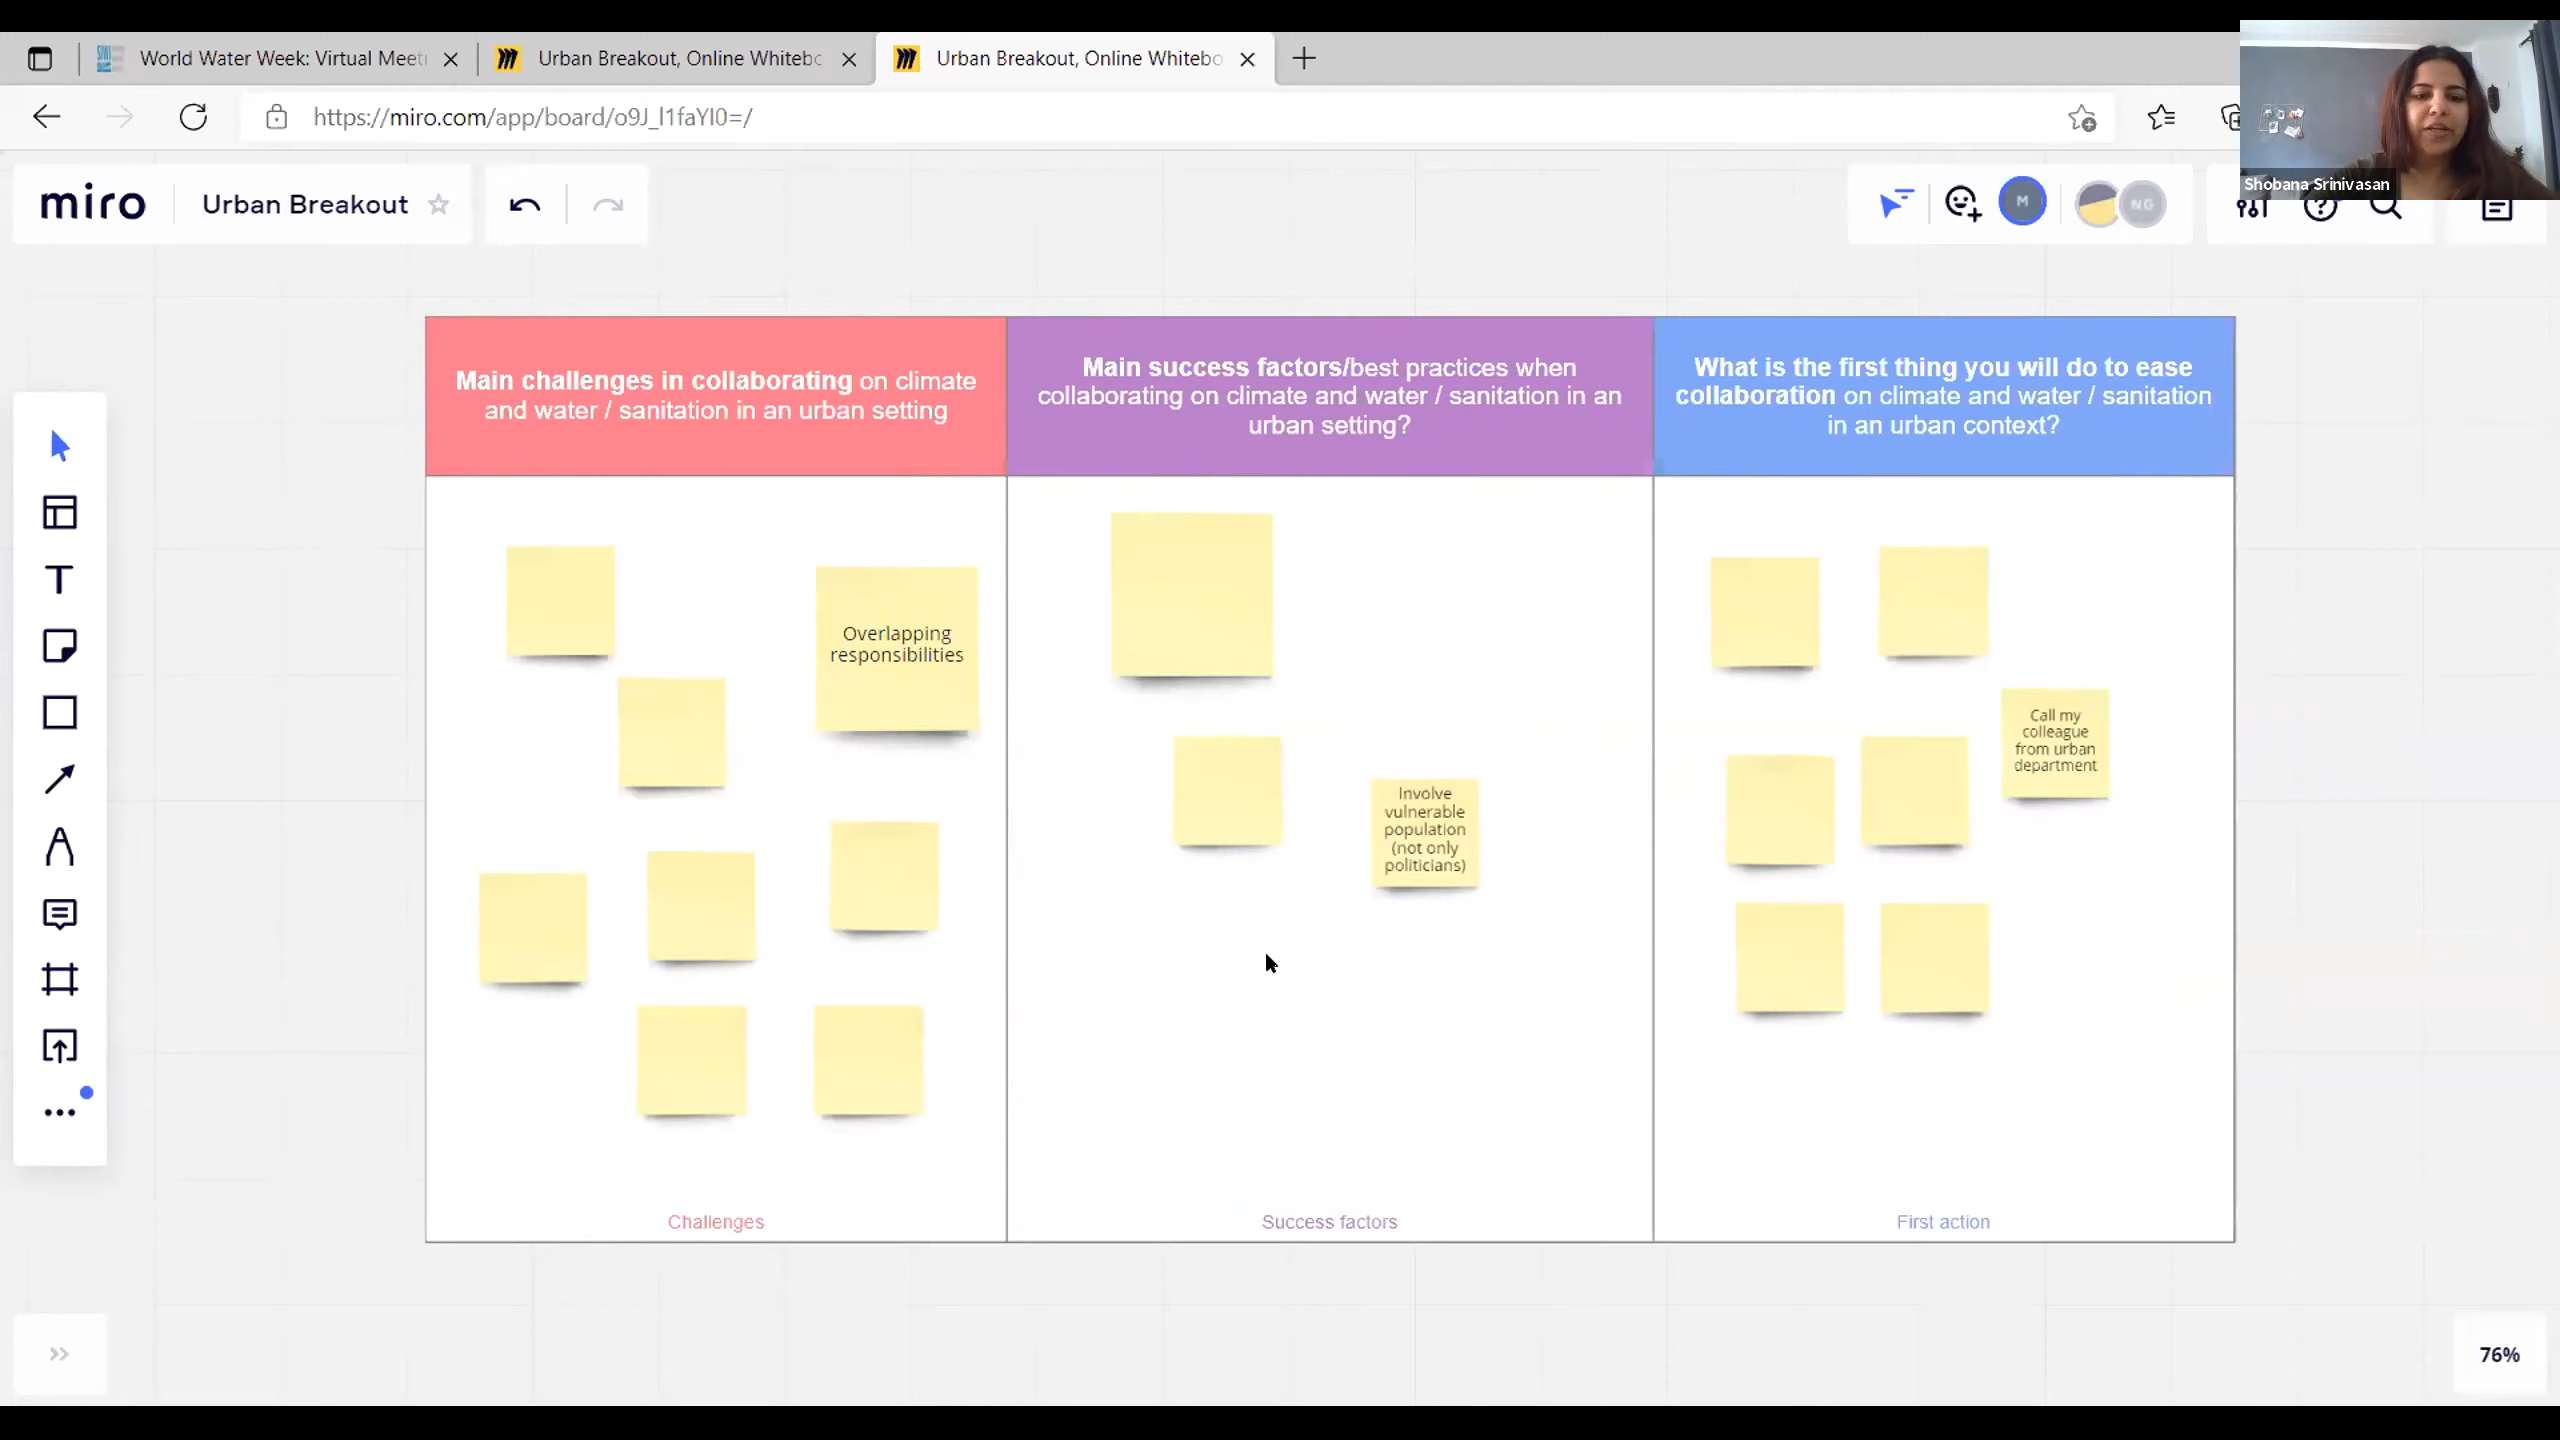 World Water Week: Virtual Meet
Urban Breakout, Online Whitebo
Urban Breakout, Online Whitebo
https://miro.com/app/board/o9J_l1faYI0=/
Shobana Srinivasan
miro
Urban Breakout
M
NG
Main challenges in collaborating on climate
and water / sanitation in an urban setting
Main success factors/best practices when
collaborating on climate and water / sanitation in an
urban setting?
What is the first thing you will do to ease
collaboration on climate and water / sanitation
in an urban context?
T
Overlapping
responsibilities
Involve
vulnerable
population
(not only
politicians)
Call my
colleague
from urban
department
Challenges
Success factors
First action
76%